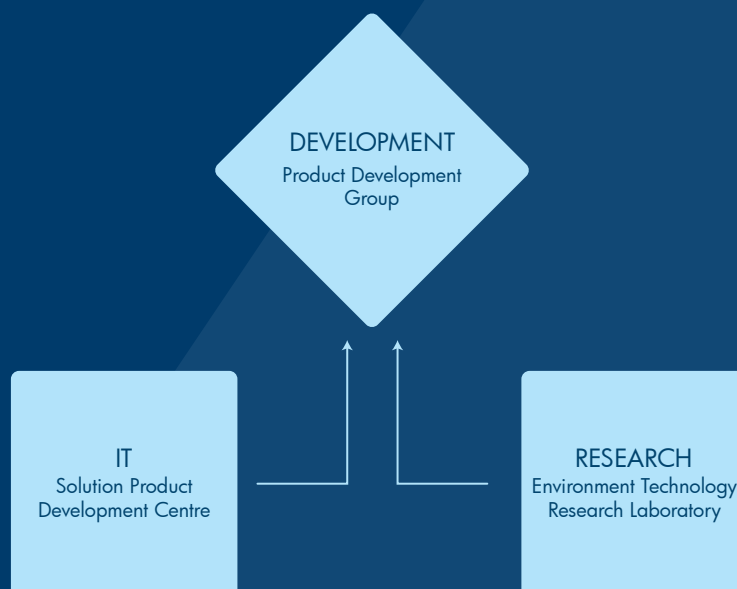 DEVELOPMENT
Product Development
Group
IT
Solution Product
Development Centre
RESEARCH
Environment Technology
Research Laboratory